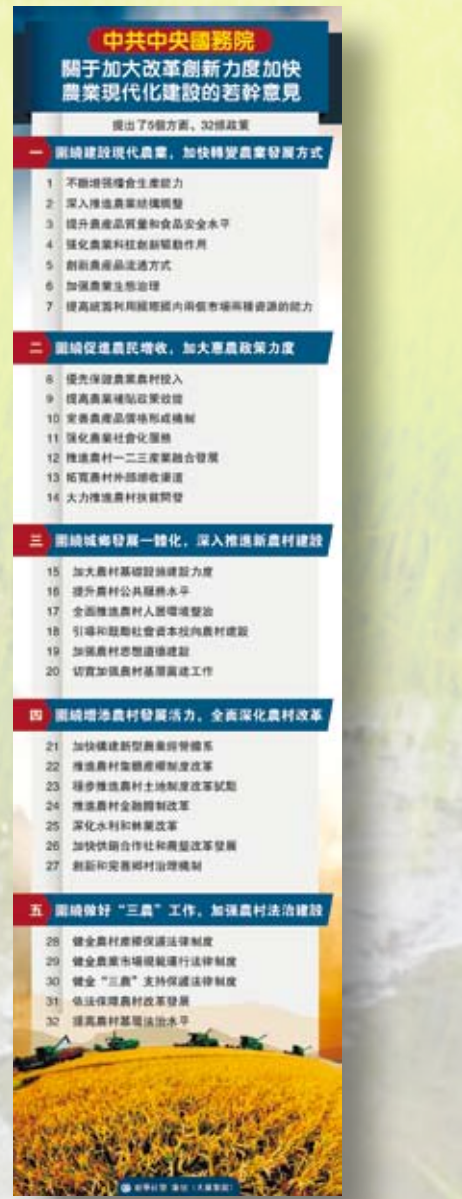 中共中央國務院
關于加大改革創新力度加快
農業現代化建設的若幹意見
提出了5個方面、32條政策
一 圍繞建設現代農業，加快轉變農業發展方式
1 不斷增强糧食生産能力
2 深入推進農業結構調整
3 提升農産品質量和食品安全水平
4 强化農業科技創新驅動作用
5 創新農産品流通方式
6 加强農業生態治理
7 提高統籌利用國際國内兩個市場兩種資源的能力
二 圍繞促進農民增收，加大惠農政策力度
8 優先保證農業農村投入
9 提高農業補貼政策效能
10 完善農産品價格形成機制
11 强化農業社會化服務
12 推進農村一二三産業融合發展
13 拓寬農村外部增收渠道
14 大力推進農村扶貧開發
三 圍繞城鄉發展一體化，深入推進新農村建設
15 加大農村基礎設施建設力度
16 提升農村公共服務水平
17 全面推進農村人居環境整治
18 引導和鼓勵社會資本投向農村建設
19 加强農村思想道德建設
20 切實加强農村基層黨建工作
四 圍繞增添農村發展活力，全面深化農村改革
21 加快構建新型農業經營體系
22 推進農村集體産權制度改革
23 穩步推進農村土地制度改革試點
24 推進農村金融體制改革
25 深化水利和林業改革
26 加快供銷合作社和農墾改革發展
27 創新和完善鄉村治理機制
五 圍繞做好“三農”工作，加强農村法治建設
28 健全農村産權保護法律制度
29 健全農業市場規範運行法律制度
30 健全“三農”支持保護法律制度
31 依法保障農村改革發展
32 提高農村基層法治水平
新華社發